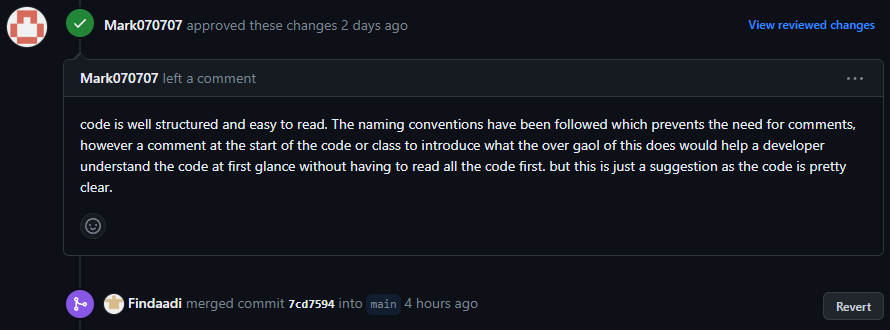 Mark070707 approved these changes 2 days ago
View reviewed changes
Mark070707 left a comment
code is well structured and easy to read. The naming conventions have been followed which prevents the need for comments,
however a comment at the start of the code or class to introduce what the over gaol of this does would help a developer
understand the code at first glance without having to read all the code first. but this is just a suggestion as the code is pretty
clear.
Findaadi merged commit 7cd7594 into main 4 hours ago
Revert